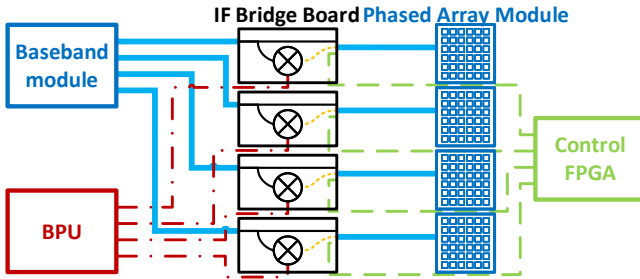 IF Bridge Board Phased Array Module
Baseband
module
Control
FPGA
BPU